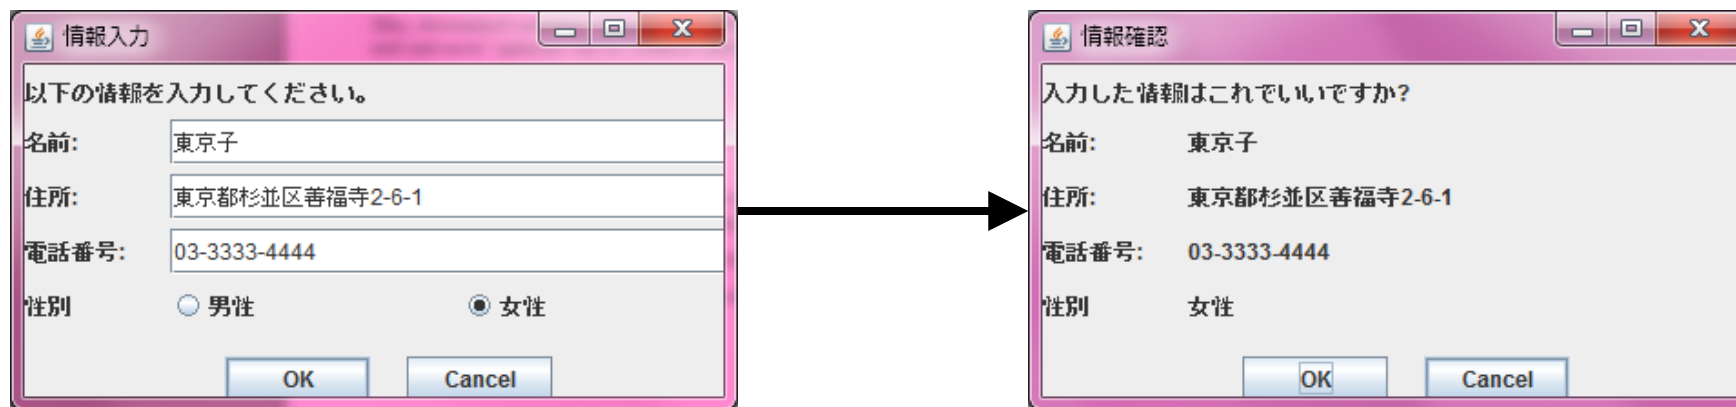 情報入力
以下の情報を入力してください。
名前: 東京子
住所: 東京都杉並区善福寺2-6-1
電話番号: 03-3333-4444
性別 男性 女性
OK Cancel
情報確認
入力した情報はこれでいいですか?
名前: 東京子
住所: 東京都杉並区善福寺2-6-1
電話番号: 03-3333-4444
性別 女性
OK Cancel